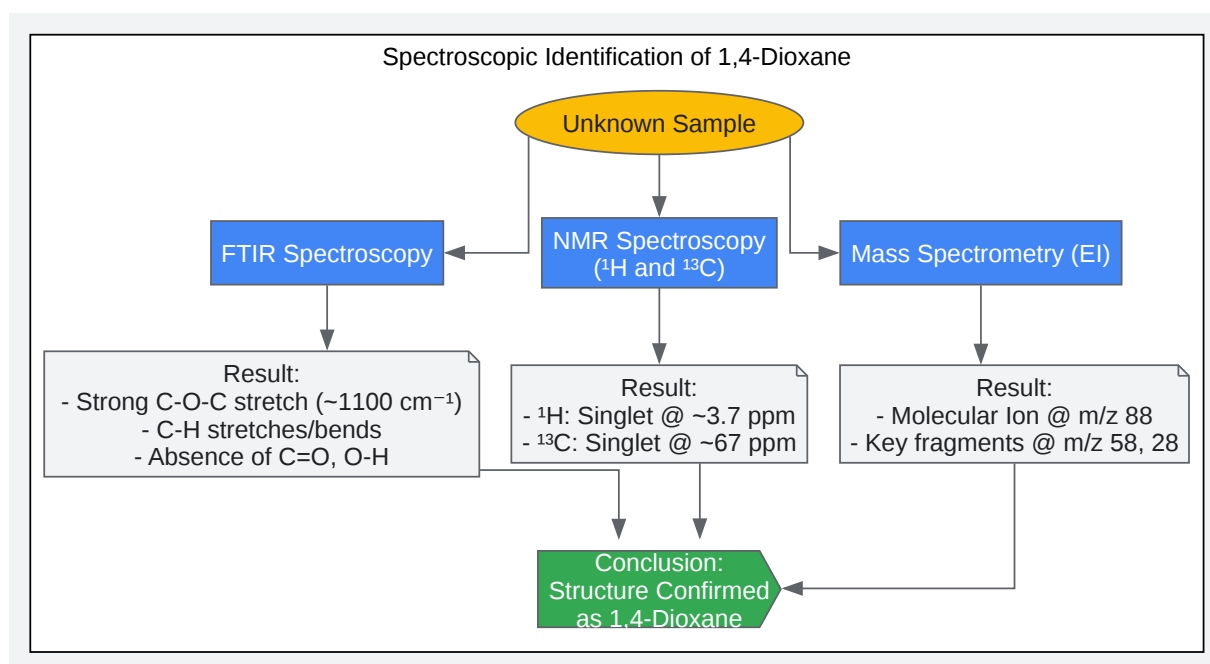 Spectroscopic Identification of 1,4-Dioxane
Unknown Sample
FTIR Spectroscopy
NMR Spectroscopy
(¹H and ¹³C)
Mass Spectrometry (EI)
Result:
- Strong C-O-C stretch (~1100 cm⁻¹)
- C-H stretches/bends
- Absence of C=O, O-H
Result:
- ¹H: Singlet @ ~3.7 ppm
- ¹³C: Singlet @ ~67 ppm
Result:
- Molecular Ion @ m/z 88
- Key fragments @ m/z 58, 28
Conclusion:
Structure Confirmed
as 1,4-Dioxane